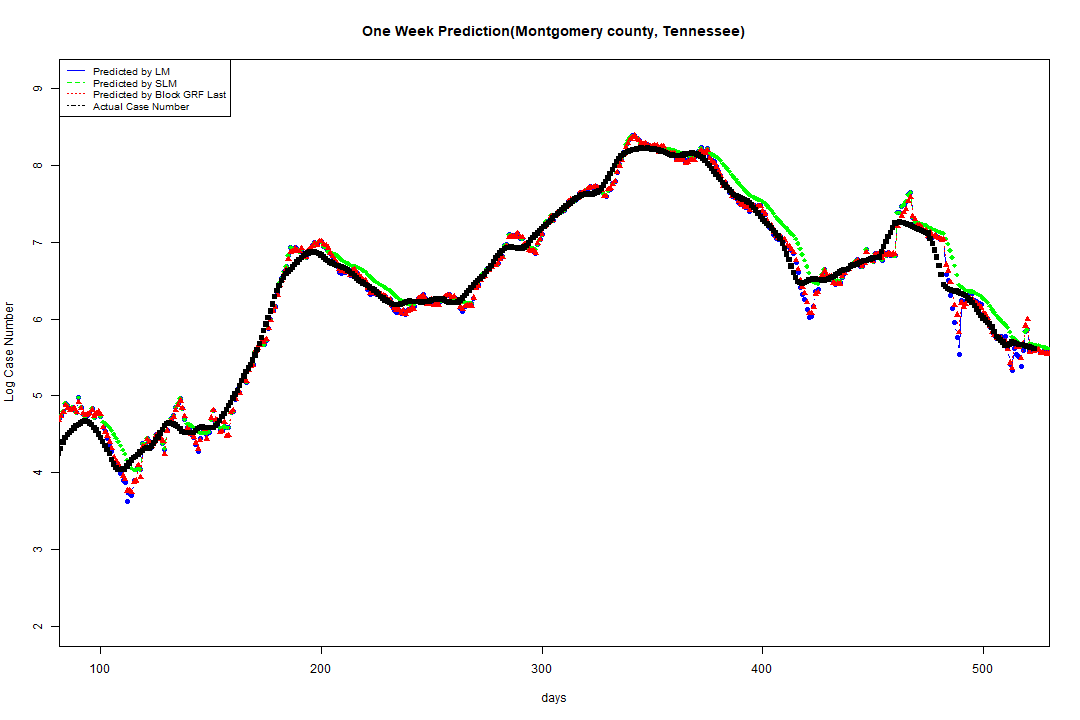 One Week Prediction(Montgomery county, Tennessee)
Predicted by LM
Predicted by SLM
Predicted by Block GRF Last
Actual Case Number
9
8
7
6
5
4
3
2
Log Case Number
100 200 300 400 500
days